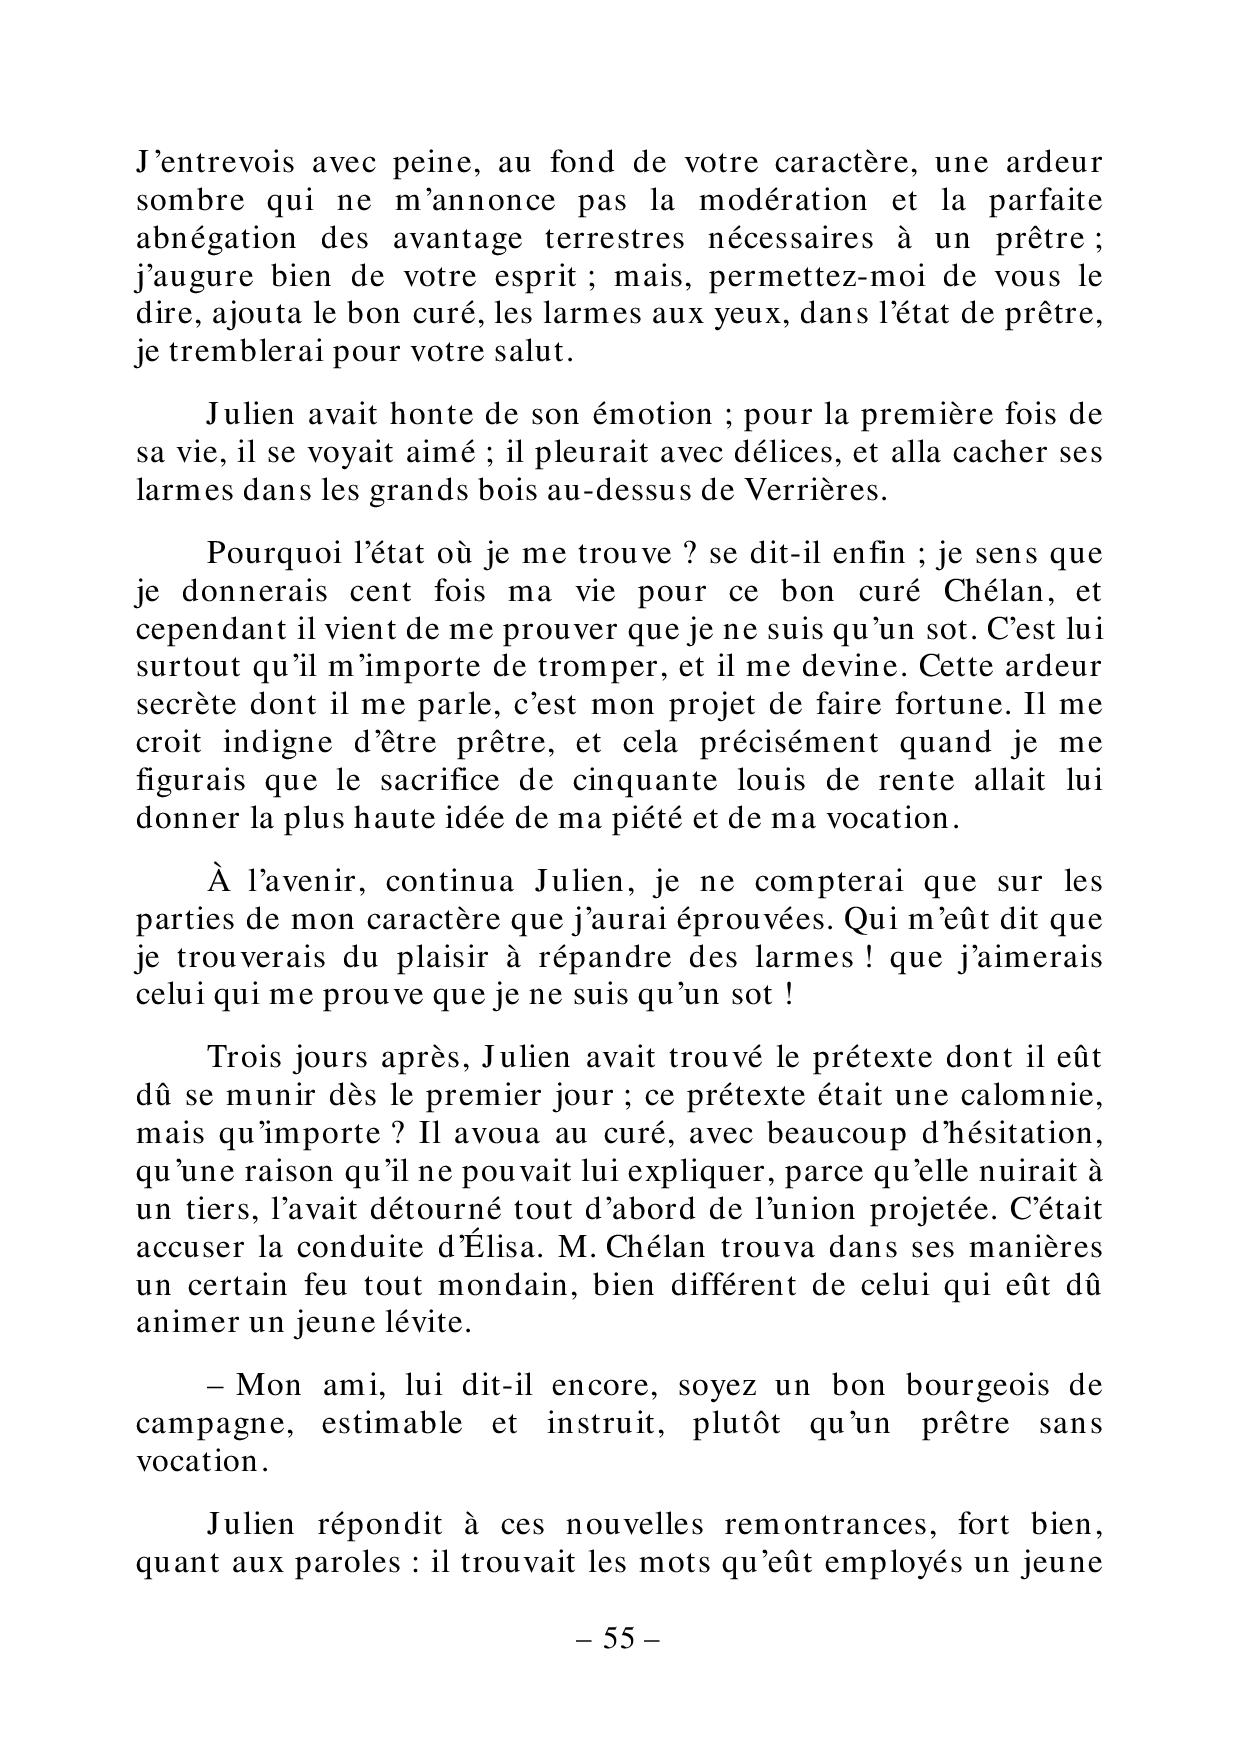 J’entrevois avec peine, au fond de votre caractère, une ardeur
sombre qui ne m’annonce pas la modération et la parfaite
abnégation des avantage terrestres nécessaires à un prêtre ;
j’augure bien de votre esprit ; mais, permettez-moi de vous le
dire, ajouta le bon curé, les larmes aux yeux, dans l’état de prêtre,
je tremblerai pour votre salut.
Julien avait honte de son émotion ; pour la première fois de
sa vie, il se voyait aimé ; il pleurait avec délices, et alla cacher ses
larmes dans les grands bois au-dessus de Verrières.
Pourquoi l’état où je me trouve ? se dit-il enfin ; je sens que
je donnerais cent fois ma vie pour ce bon curé Chélan, et
cependant il vient de me prouver que je ne suis qu’un sot. C’est lui
surtout qu’il m’importe de tromper, et il me devine. Cette ardeur
secrète dont il me parle, c’est mon projet de faire fortune. Il me
croit indigne d’être prêtre, et cela précisément quand je me
figurais que le sacrifice de cinquante louis de rente allait lui
donner la plus haute idée de ma piété et de ma vocation.
À l’avenir, continua Julien, je ne compterai que sur les
parties de mon caractère que j’aurai éprouvées. Qui m’eût dit que
je trouverais du plaisir à répandre des larmes ! que j’aimerais
celui qui me prouve que je ne suis qu’un sot !
Trois jours après, Julien avait trouvé le prétexte dont il eût
dû se munir dès le premier jour ; ce prétexte était une calomnie,
mais qu’importe ? Il avoua au curé, avec beaucoup d’hésitation,
qu’une raison qu’il ne pouvait lui expliquer, parce qu’elle nuirait à
un tiers, l’avait détourné tout d’abord de l’union projetée. C’était
accuser la conduite d’Élisa. M. Chélan trouva dans ses manières
un certain feu tout mondain, bien différent de celui qui eût dû
animer un jeune lévite.
– Mon ami, lui dit-il encore, soyez un bon bourgeois de
campagne, estimable et instruit, plutôt qu’un prêtre sans
vocation.
Julien répondit à ces nouvelles remontrances, fort bien,
quant aux paroles : il trouvait les mots qu’eût employés un jeune
– 55 –